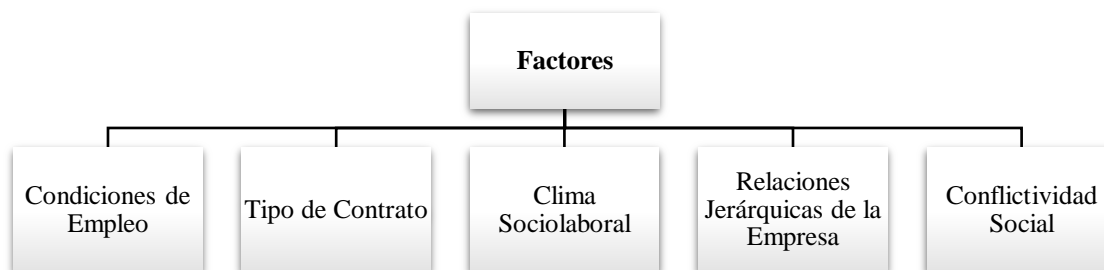 Factores
Condiciones de
Empleo
Tipo de Contrato
Clima
Sociolaboral
Relaciones
Jerárquicas de la
Empresa
Conflictividad
Social